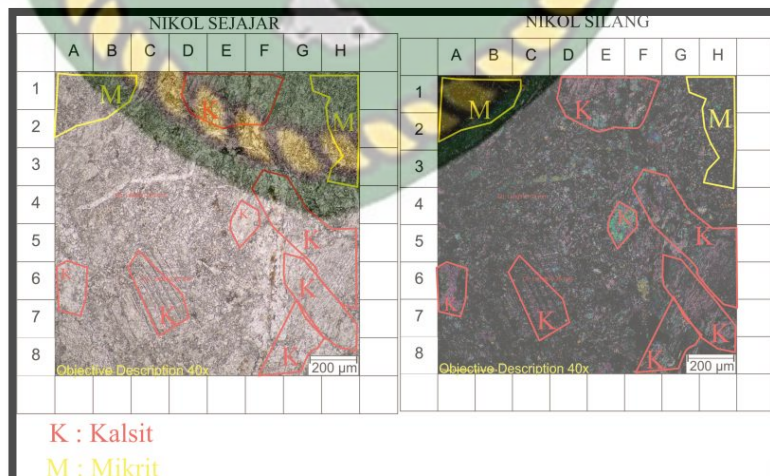 NIKOL SEJAJAR
A B C D E F G H
1
2
3
4
5
6
7
8
M
K
M
K
K
K
K
K
K
Objective Description 40x
200 µm
NIKOL SILANG
A B C D E F G H
1
2
3
4
5
6
7
8
M
K
M
K
K
K
K
K
K
Objective Description 40x
200 µm
K : Kalsit
M : Mikrit